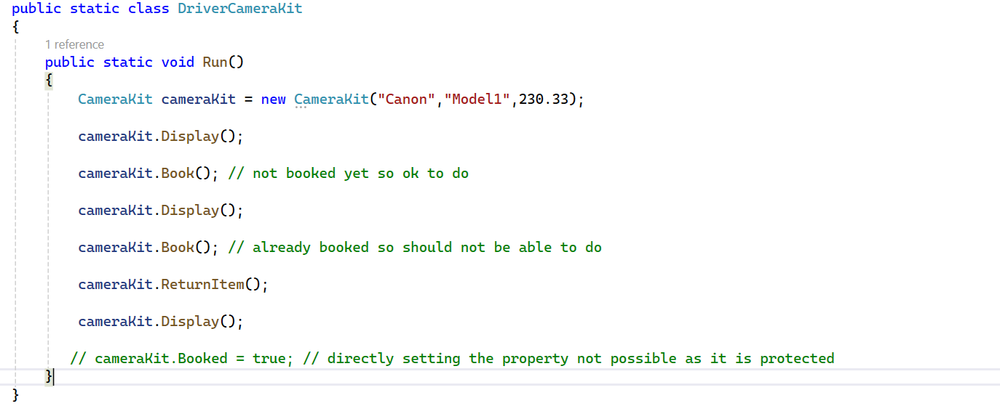 public static class DriverCameraKit
{
1 reference
public static void Run()
{
CameraKit cameraKit = new CameraKit("Canon","Model1",230.33);
cameraKit.Display();
cameraKit.Book(); // not booked yet so ok to do
cameraKit.Display();
cameraKit.Book(); // already booked so should not be able to do
cameraKit.ReturnItem();
cameraKit.Display();
// cameraKit.Booked = true; // directly setting the property not possible as it is protected
}
}